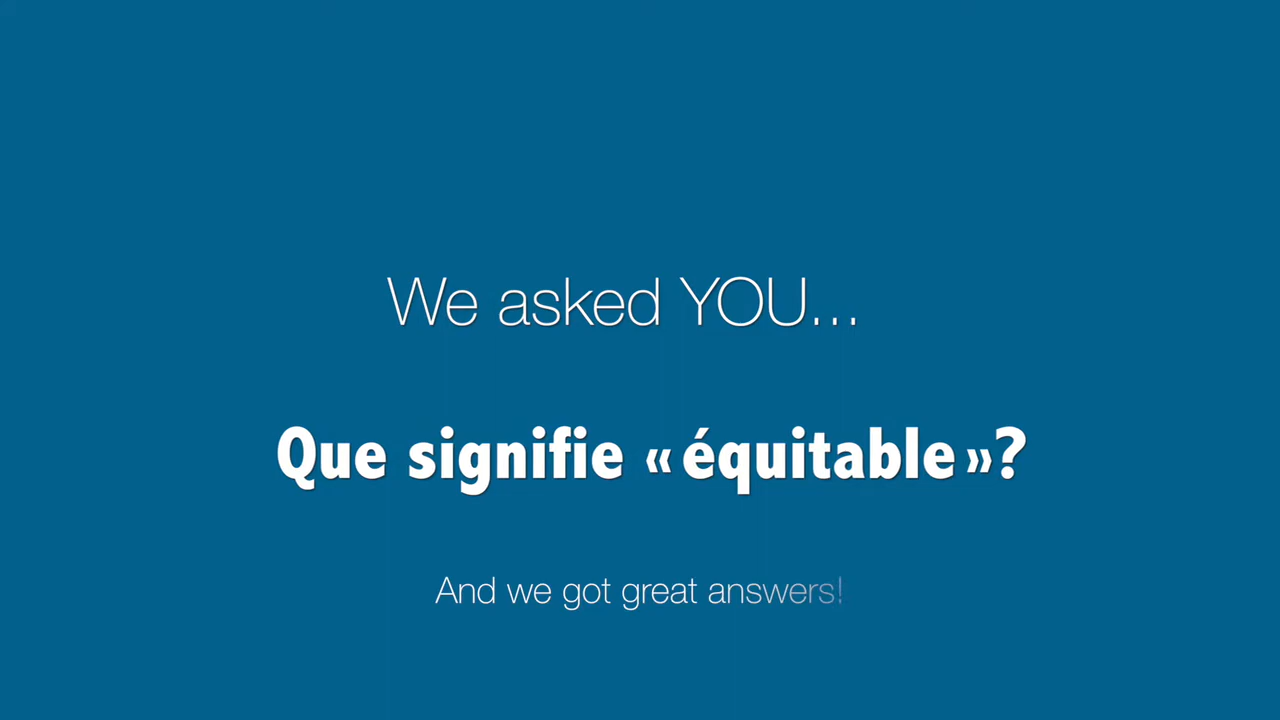 We asked YOU...
Que signifie « équitable »?
And we got great answers!